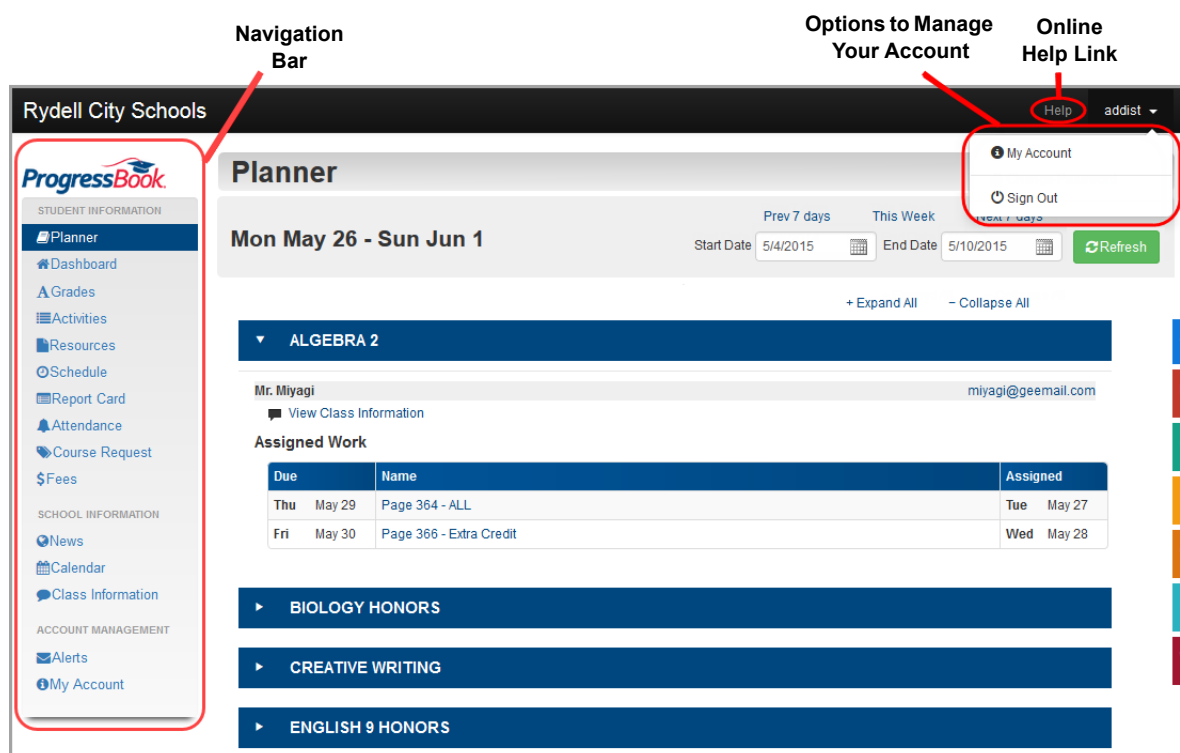 Navigation
Bar
Options to Manage
Your Account
Online
Help Link
Rydell City Schools
Help
addist
My Account
Sign Out
ProgressBook
STUDENT INFORMATION
Planner
Dashboard
Grades
Activities
Resources
Schedule
Report Card
Attendance
Course Request
Fees
SCHOOL INFORMATION
News
Calendar
Class Information
ACCOUNT MANAGEMENT
Alerts
My Account
Planner
Mon May 26 - Sun Jun 1
Prev 7 days This Week Next 7 days
Start Date 5/4/2015 End Date 5/10/2015 Refresh
+ Expand All − Collapse All
ALGEBRA 2
Mr. Miyagi miyagi@geemail.com
View Class Information
Assigned Work
Due Name Assigned
Thu May 29 Page 364 - ALL Tue May 27
Fri May 30 Page 366 - Extra Credit Wed May 28
BIOLOGY HONORS
CREATIVE WRITING
ENGLISH 9 HONORS